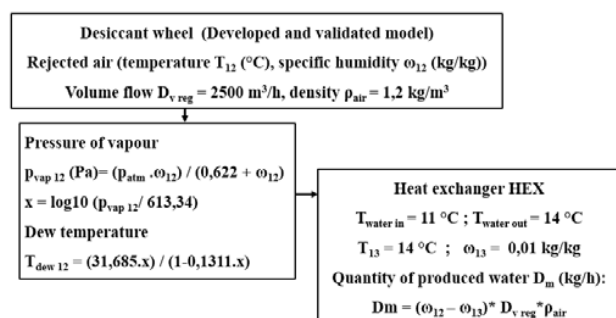 Desiccant wheel (Developed and validated model)
Rejected air (temperature T₁₂ (°C), specific humidity ω₁₂ (kg/kg))
Volume flow Dᵥ ᵣₑg = 2500 m³/h, density ρₐᵢᵣ = 1,2 kg/m³
Pressure of vapour
pᵥₐₚ ₁₂ (Pa)= (pₐₜₘ .ω₁₂) / (0,622 + ω₁₂)
x = log10 (pᵥₐₚ ₁₂/ 613,34)
Dew temperature
T_dew 12 = (31,685.x) / (1-0,1311.x)
Heat exchanger HEX
T_water in = 11 °C ; T_water out = 14 °C
T₁₃ = 14 °C ; ω₁₃ = 0,01 kg/kg
Quantity of produced water Dₘ (kg/h):
Dm = (ω₁₂ – ω₁₃)* Dᵥ ᵣₑg*ρₐᵢᵣ